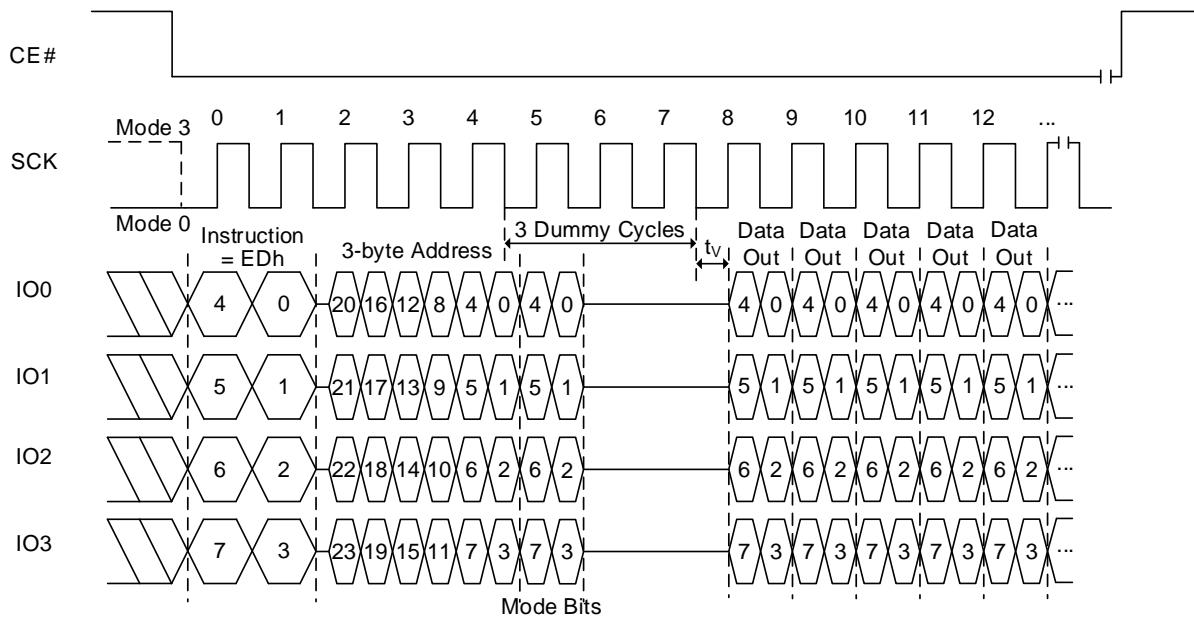 CE#
0 1 2 3 4 5 6 7 8 9 10 11 12 ...
Mode 3
SCK
Mode 0
Instruction
= EDh
3-byte Address
3 Dummy Cycles
tV
Data
Out
Data
Out
Data
Out
Data
Out
Data
Out
IO0
4 0 20 16 12 8 4 0 4 0 4 0 4 0 4 0 4 0 4 0 ...
IO1
5 1 21 17 13 9 5 1 5 1 5 1 5 1 5 1 5 1 5 1 ...
IO2
6 2 22 18 14 10 6 2 6 2 6 2 6 2 6 2 6 2 6 2 ...
IO3
7 3 23 19 15 11 7 3 7 3 7 3 7 3 7 3 7 3 7 3 ...
Mode Bits